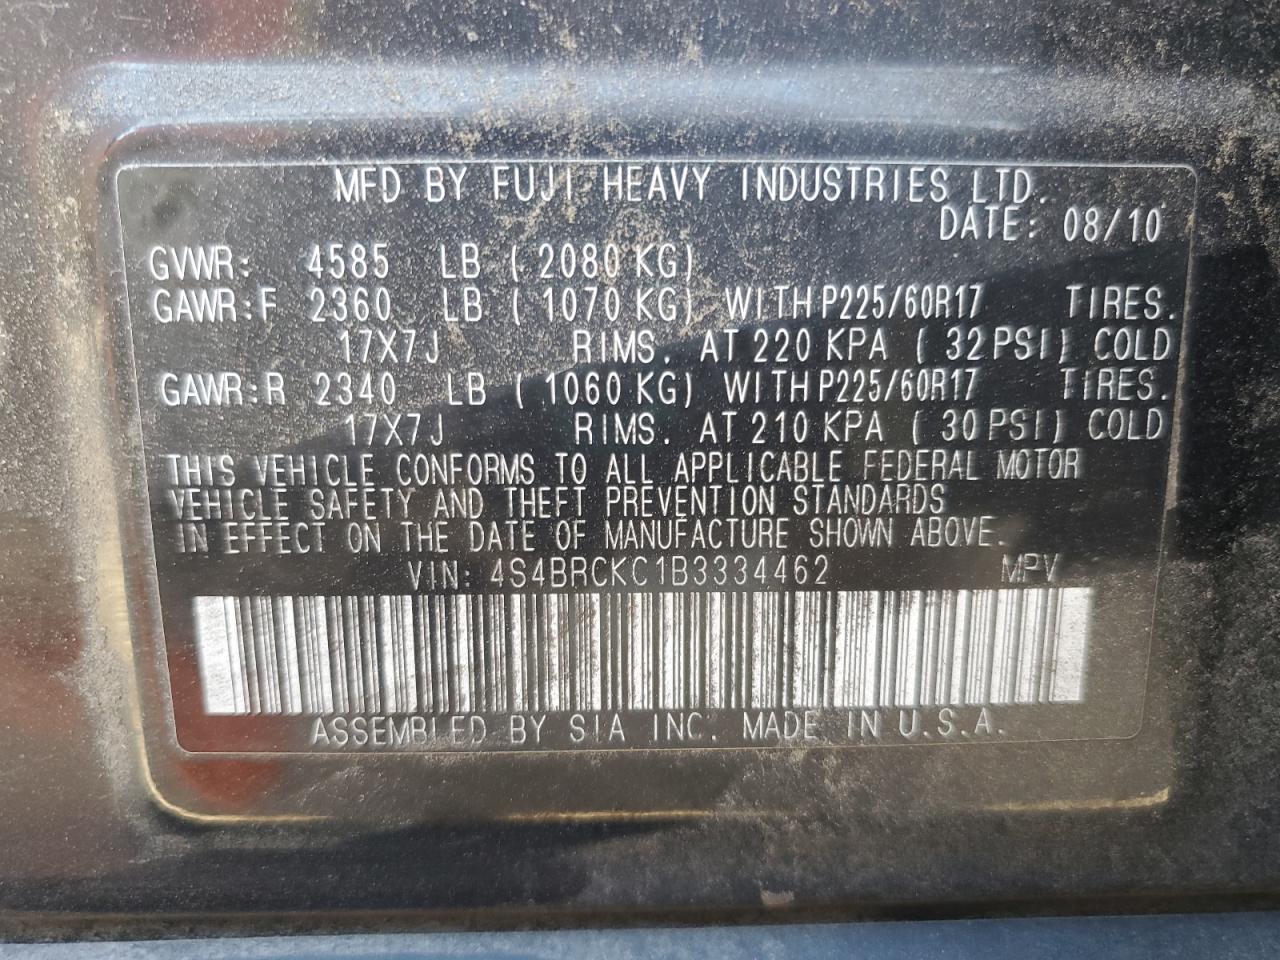 MFD BY FUJI HEAVY INDUSTRIES LTD.
DATE: 08/10
GVWR: 4585 LB (2080 KG)
GAWR:F 2360 LB (1070 KG) WITH P225/60R17 TIRES.
17X7J RIMS. AT 220 KPA (32 PSI) COLD
GAWR:R 2340 LB (1060 KG) WITH P225/60R17 TIRES.
17X7J RIMS. AT 210 KPA (30 PSI) COLD
THIS VEHICLE CONFORMS TO ALL APPLICABLE FEDERAL MOTOR
VEHICLE SAFETY AND THEFT PREVENTION STANDARDS
IN EFFECT ON THE DATE OF MANUFACTURE SHOWN ABOVE.
VIN: 4S4BRCKC1B3334462 MPV
ASSEMBLED BY SIA INC. MADE IN U.S.A.